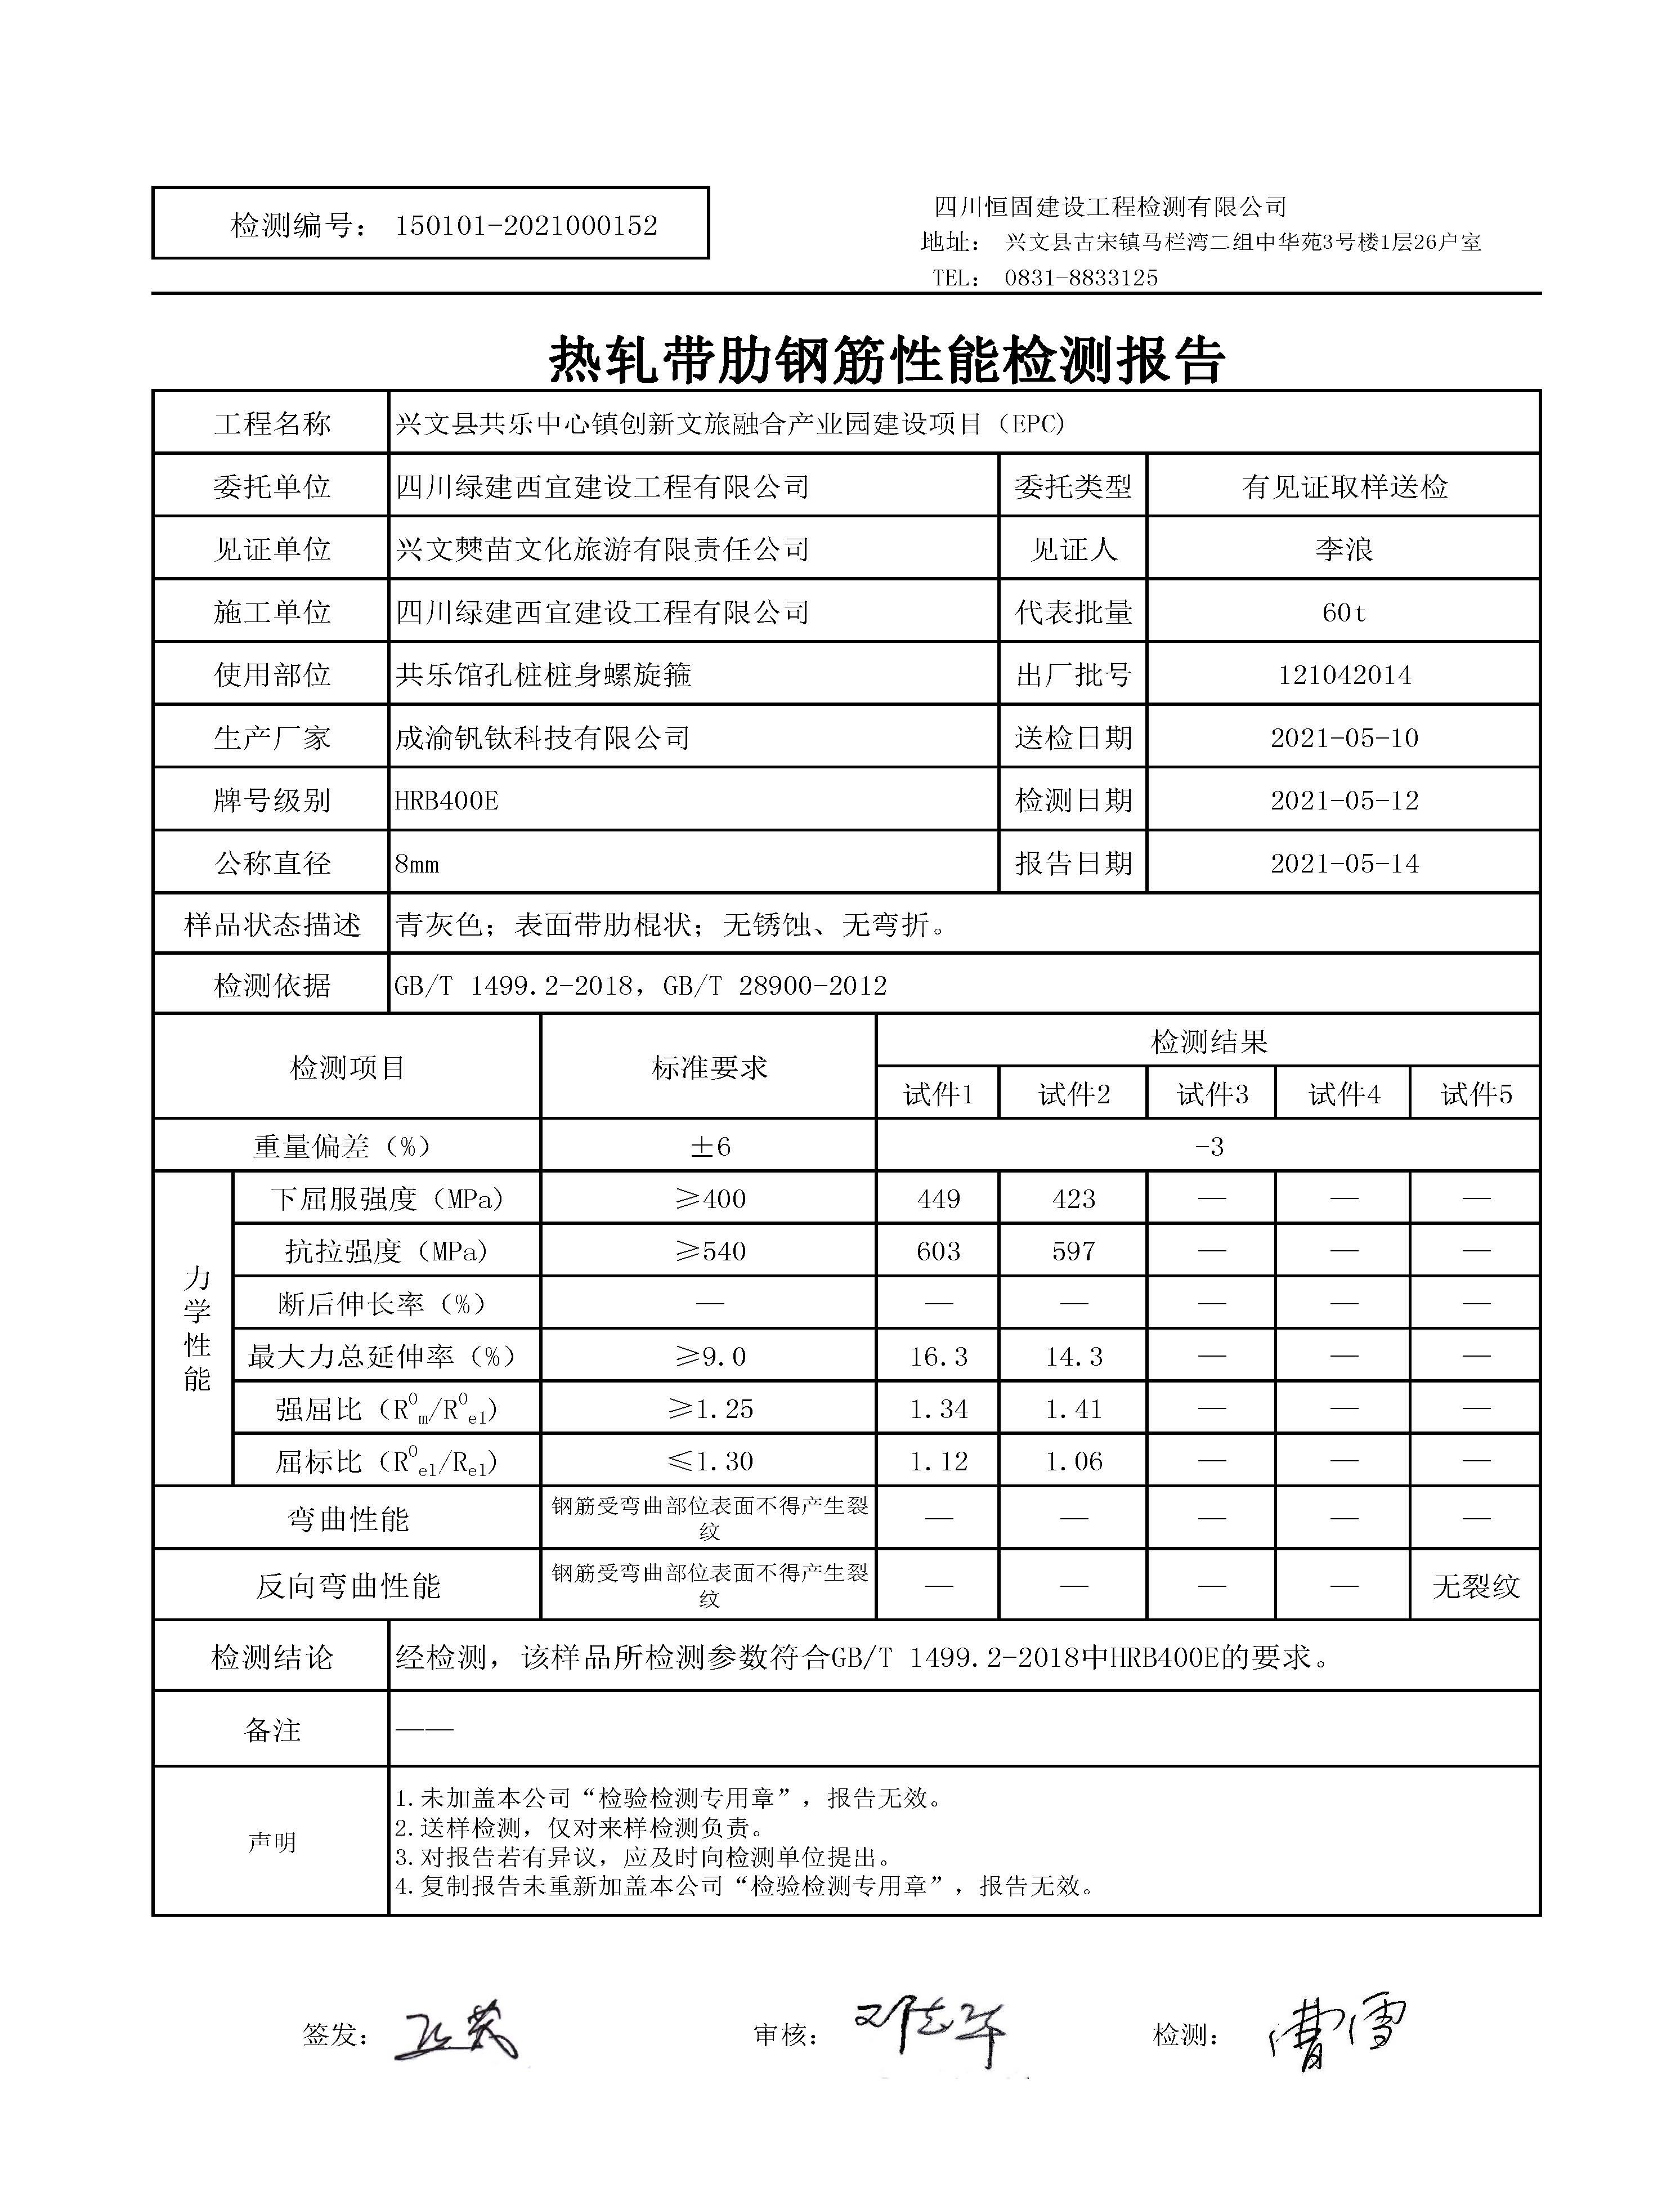 检测编号： 150101-2021000152
四川恒固建设工程检测有限公司
地址： 兴文县古宋镇马栏湾二组中华苑3号楼1层26户室
TEL： 0831-8833125
热轧带肋钢筋性能检测报告
工程名称 兴文县共乐中心镇创新文旅融合产业园建设项目（EPC)
委托单位 四川绿建西宜建设工程有限公司 委托类型 有见证取样送检
见证单位 兴文僰苗文化旅游有限责任公司 见证人 李浪
施工单位 四川绿建西宜建设工程有限公司 代表批量 60t
使用部位 共乐馆孔桩桩身螺旋箍 出厂批号 121042014
生产厂家 成渝钒钛科技有限公司 送检日期 2021-05-10
牌号级别 HRB400E 检测日期 2021-05-12
公称直径 8mm 报告日期 2021-05-14
样品状态描述 青灰色；表面带肋棍状；无锈蚀、无弯折。
检测依据 GB/T 1499.2-2018，GB/T 28900-2012
检测项目 标准要求 检测结果
试件1 试件2 试件3 试件4 试件5
重量偏差（%） ±6 -3
力学性能
下屈服强度（MPa) ≥400 449 423 — — —
抗拉强度（MPa) ≥540 603 597 — — —
断后伸长率（%） — — — — — —
最大力总延伸率（%） ≥9.0 16.3 14.3 — — —
强屈比（R⁰m/R⁰el) ≥1.25 1.34 1.41 — — —
屈标比（R⁰el/Rel) ≤1.30 1.12 1.06 — — —
弯曲性能 钢筋受弯曲部位表面不得产生裂 — — — — —
纹
反向弯曲性能 钢筋受弯曲部位表面不得产生裂 — — — — 无裂纹
纹
检测结论 经检测，该样品所检测参数符合GB/T 1499.2-2018中HRB400E的要求。
备注 ——
声明
1.未加盖本公司“检验检测专用章”，报告无效。
2.送样检测，仅对来样检测负责。
3.对报告若有异议，应及时向检测单位提出。
4.复制报告未重新加盖本公司“检验检测专用章”，报告无效。
签发： 审核： 检测： 曹雪